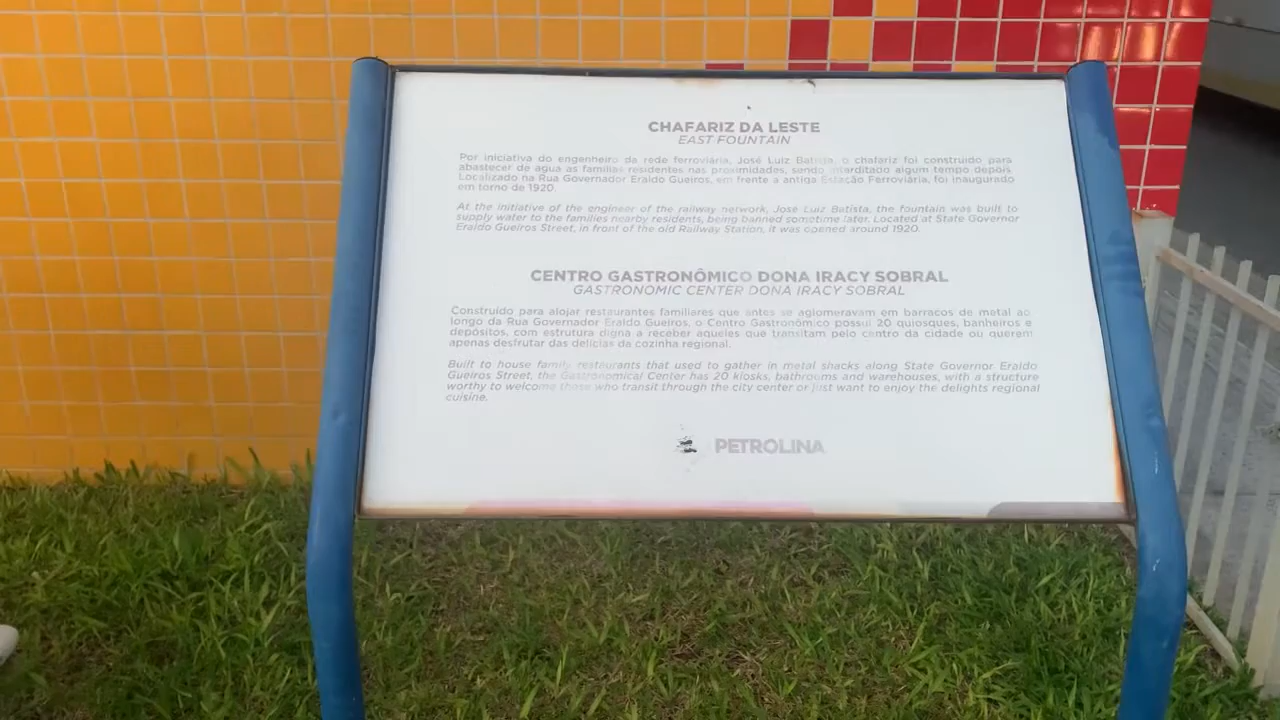 CHAFARIZ DA LESTE
EAST FOUNTAIN
Por iniciativa do engenheiro da rede ferroviária, José Luiz Batista, o chafariz foi construído para
abastecer de agua as famílias residentes nas proximidades, sendo interditado algum tempo depois.
Localizado na Rua Governador Eraldo Gueiros, em frente a antiga Estação Ferroviária, foi inaugurado
em torno de 1920.
At the initiative of the engineer of the railway network, José Luiz Batista, the fountain was built to
supply water to the families nearby residents, being banned sometime later. Located at State Governor
Eraldo Gueiros Street, in front of the old Railway Station, it was opened around 1920.
CENTRO GASTRONÔMICO DONA IRACY SOBRAL
GASTRONOMIC CENTER DONA IRACY SOBRAL
Construído para alojar restaurantes familiares que antes se aglomeravam em barracos de metal ao
longo da Rua Governador Eraldo Gueiros, o Centro Gastronômico possui 20 quiosques, banheiros e
depósitos, com estrutura digna a receber aqueles que transitam pelo centro da cidade ou querem
apenas desfrutar das delícias da cozinha regional.
Built to house family restaurants that used to gather in metal shacks along State Governor Eraldo
Gueiros Street, the Gastronomical Center has 20 kiosks, bathrooms and warehouses, with a structure
worthy to welcome those who transit through the city center or just want to enjoy the delights regional
cuisine.
PETROLINA